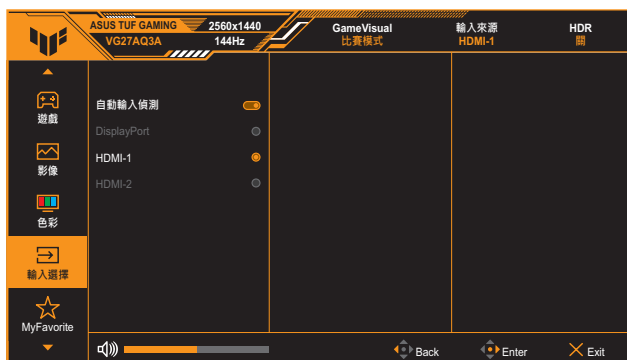 ASUS TUF GAMING
VG27AQ3A
2560x1440
144Hz
GameVisual
比賽模式
輸入來源
HDMI-1
HDR
開
遊戲
影像
色彩
輸入選擇
MyFavorite
自動輸入偵測
DisplayPort
HDMI-1
HDMI-2
Back
Enter
Exit